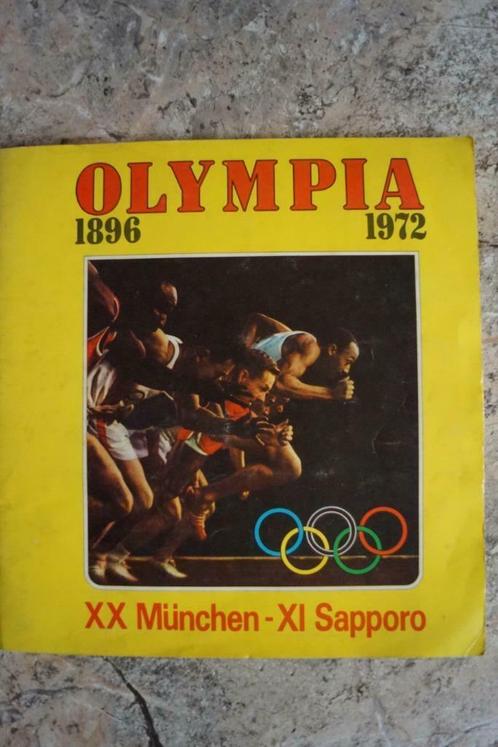 OLYMPIA
1896 1972
XX München - XI Sapporo